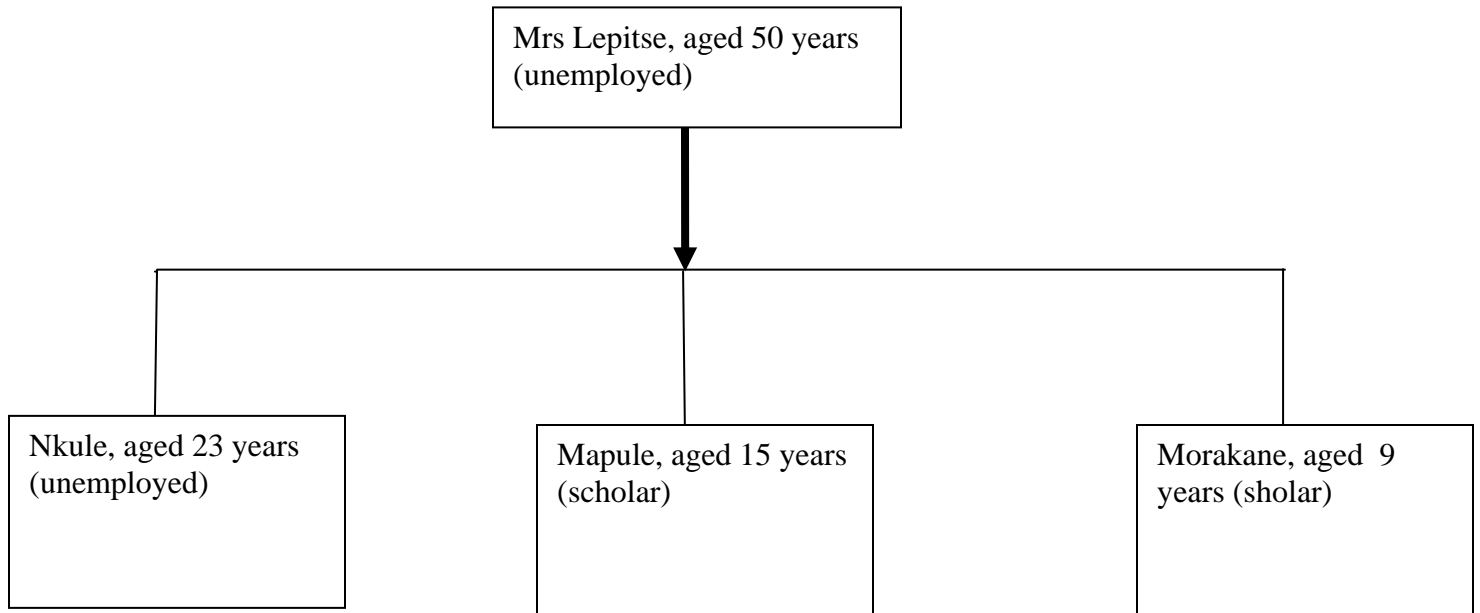 Mrs Lepitse, aged 50 years
(unemployed)
Nkule, aged 23 years
(unemployed)
Mapule, aged 15 years
(scholar)
Morakane, aged  9
years (sholar)